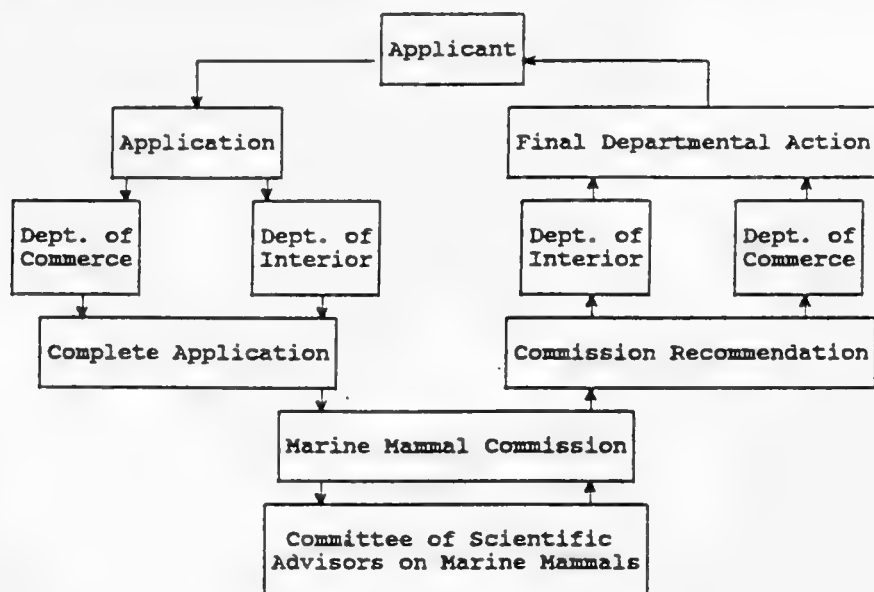 Applicant
Application
Final Departmental Action
Dept. of
Commerce
Dept. of
Interior
Dept. of
Interior
Dept. of
Commerce
Complete Application
Commission Recommendation
Marine Mammal Commission
Committee of Scientific
Advisors on Marine Mammals